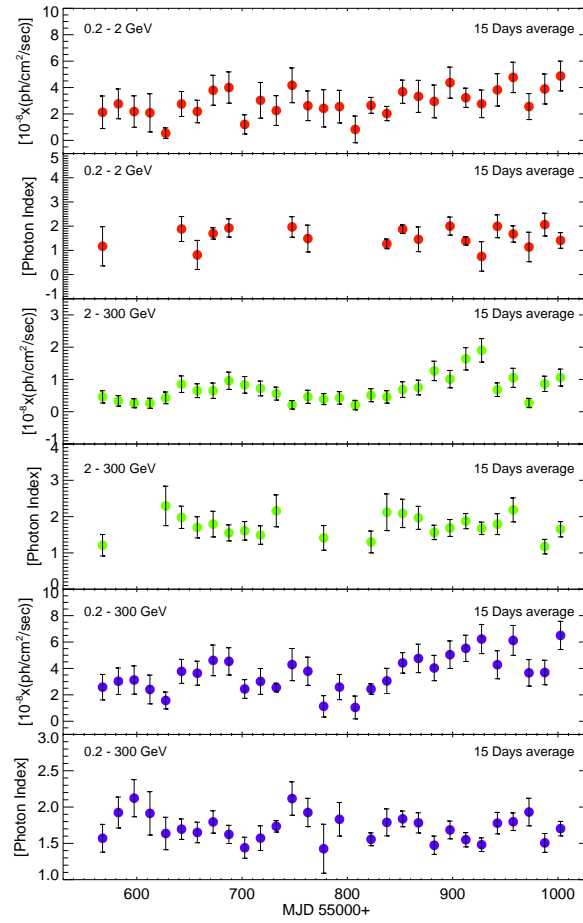 10
8
6
4
2
0
[10⁻⁸x(ph/cm²/sec)]
0.2 - 2 GeV
15 Days average
5
4
3
2
1
0
-1
[Photon Index]
0.2 - 2 GeV
15 Days average
3
2
1
0
-1
[10⁻⁸x(ph/cm²/sec)]
2 - 300 GeV
15 Days average
4
3
2
1
0
[Photon Index]
2 - 300 GeV
15 Days average
10
8
6
4
2
0
[10⁻⁸x(ph/cm²/sec)]
0.2 - 300 GeV
15 Days average
3.0
2.5
2.0
1.5
1.0
[Photon Index]
0.2 - 300 GeV
15 Days average
600
700
800
900
1000
MJD 55000+